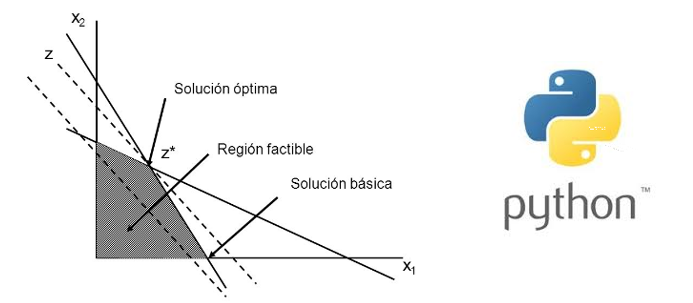 x2
z
Solución óptima
z*
Región factible
Solución básica
x1
python™